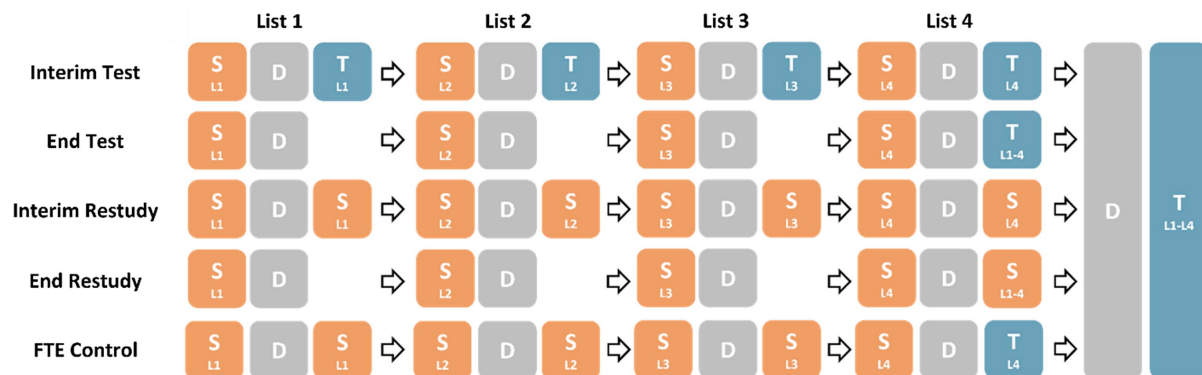 List 1 List 2 List 3 List 4
Interim Test S L1 D T L1 S L2 D T L2 S L3 D T L3 S L4 D T L4
End Test S L1 D S L2 D S L3 D S L4 D T L1-4
Interim Restudy S L1 D S L1 S L2 D S L2 S L3 D S L3 S L4 D S L4 D T L1-L4
End Restudy S L1 D S L2 D S L3 D S L4 D S L1-4
FTE Control S L1 D S L1 S L2 D S L2 S L3 D S L3 S L4 D T L4